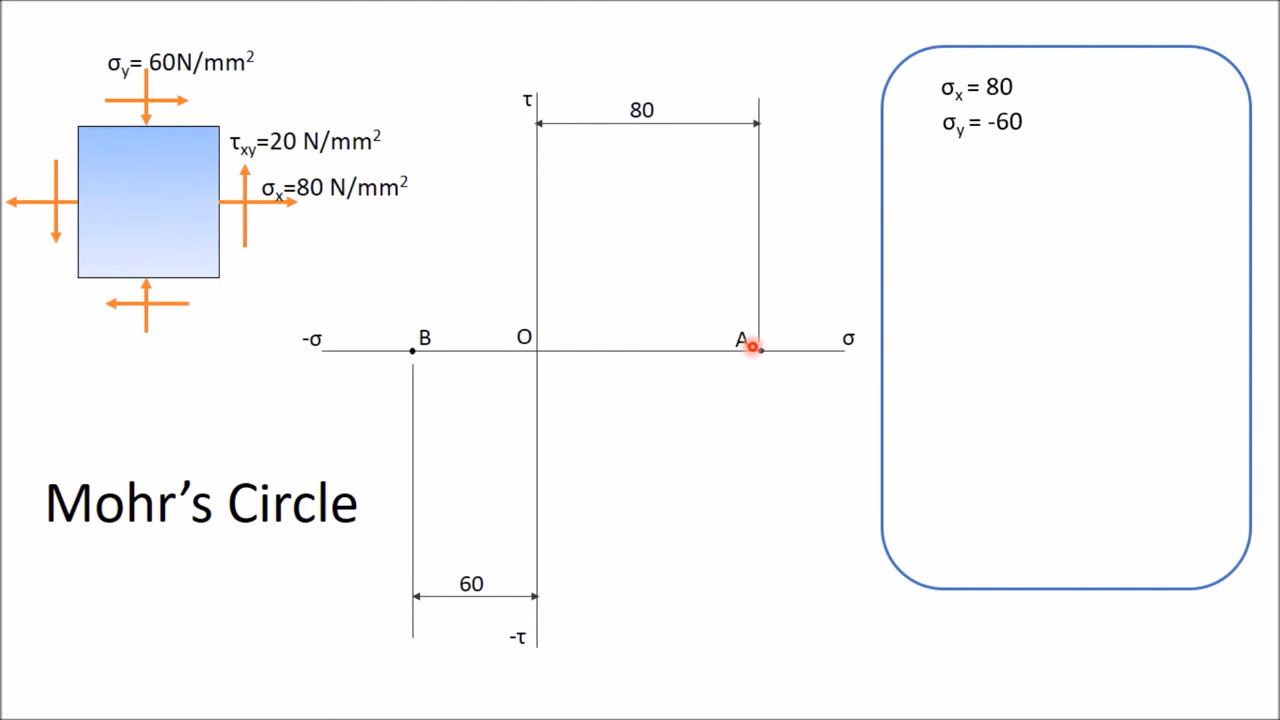 σy= 60N/mm²
τxy=20 N/mm²
σx=80 N/mm²
τ
80
σx = 80
σy = -60
-σ
B
O
A
σ
Mohr’s Circle
60
-τ